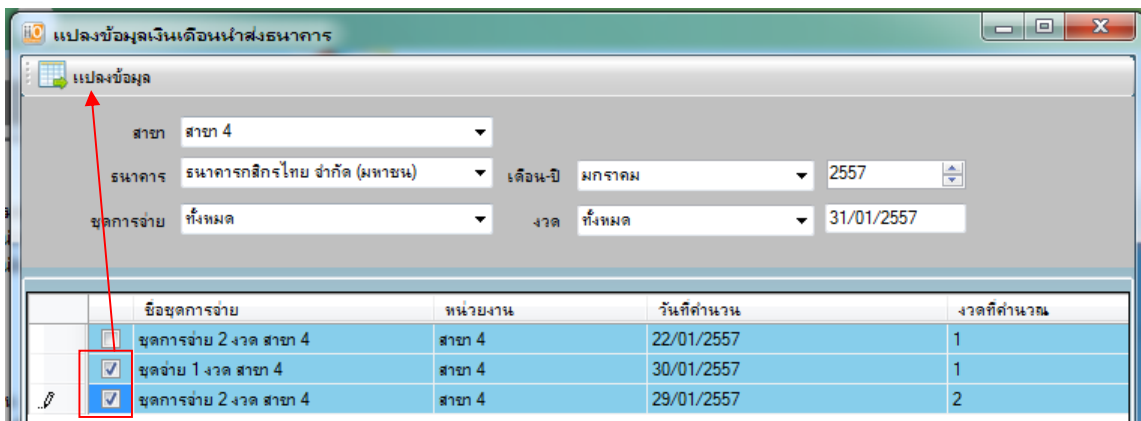 แปลงข้อมูลเงินเดือนนำส่งธนาคาร
แปลงข้อมูล
สาขา สาขา 4
ธนาคาร ธนาคารกสิกรไทย จำกัด (มหาชน) เดือน-ปี มกราคม 2557
ชุดการจ่าย ทั้งหมด งวด ทั้งหมด 31/01/2557
ชื่อชุดการจ่าย หน่วยงาน วันที่คำนวน งวดที่คำนวณ
ชุดการจ่าย 2 งวด สาขา 4 สาขา 4 22/01/2557 1
ชุดจ่าย 1 งวด สาขา 4 สาขา 4 30/01/2557 1
ชุดการจ่าย 2 งวด สาขา 4 สาขา 4 29/01/2557 2